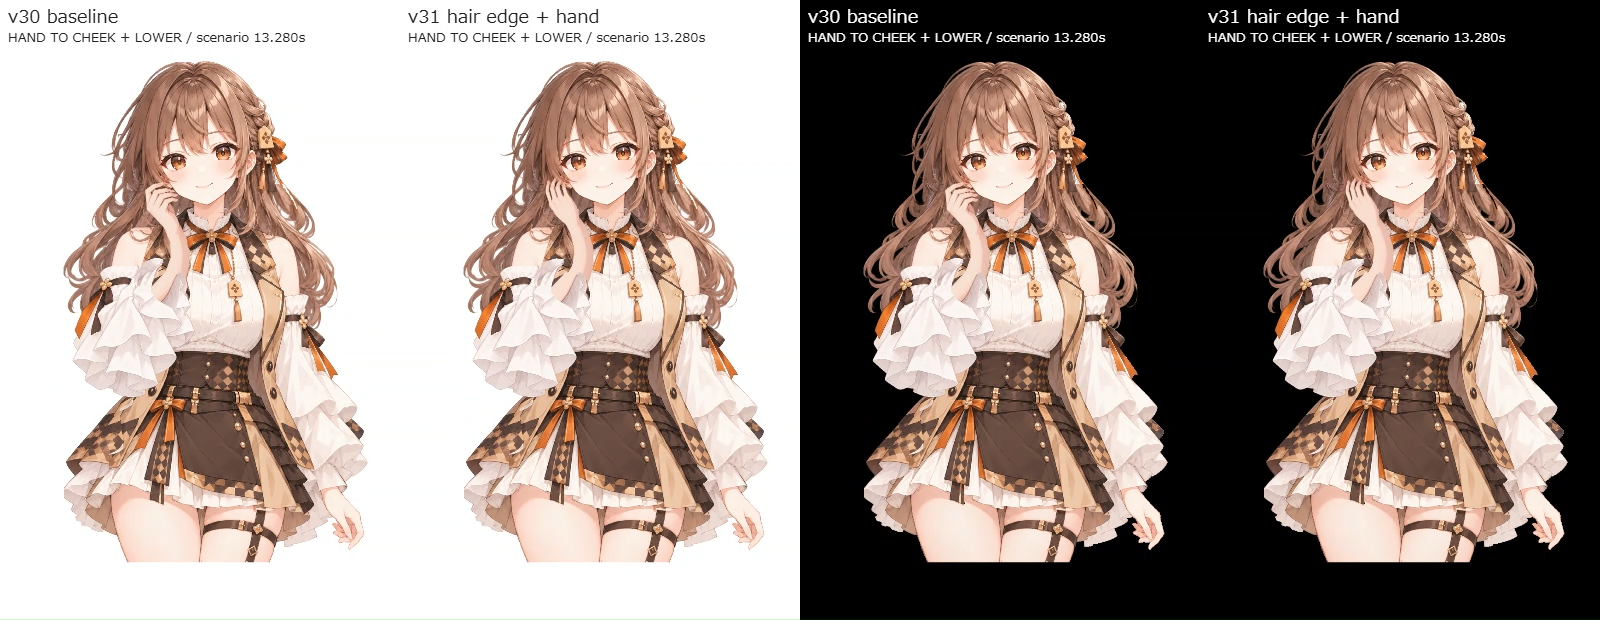 v30 baseline
HAND TO CHEEK + LOWER / scenario 13.280s
v31 hair edge + hand
HAND TO CHEEK + LOWER / scenario 13.280s
v30 baseline
HAND TO CHEEK + LOWER / scenario 13.280s
v31 hair edge + hand
HAND TO CHEEK + LOWER / scenario 13.280s